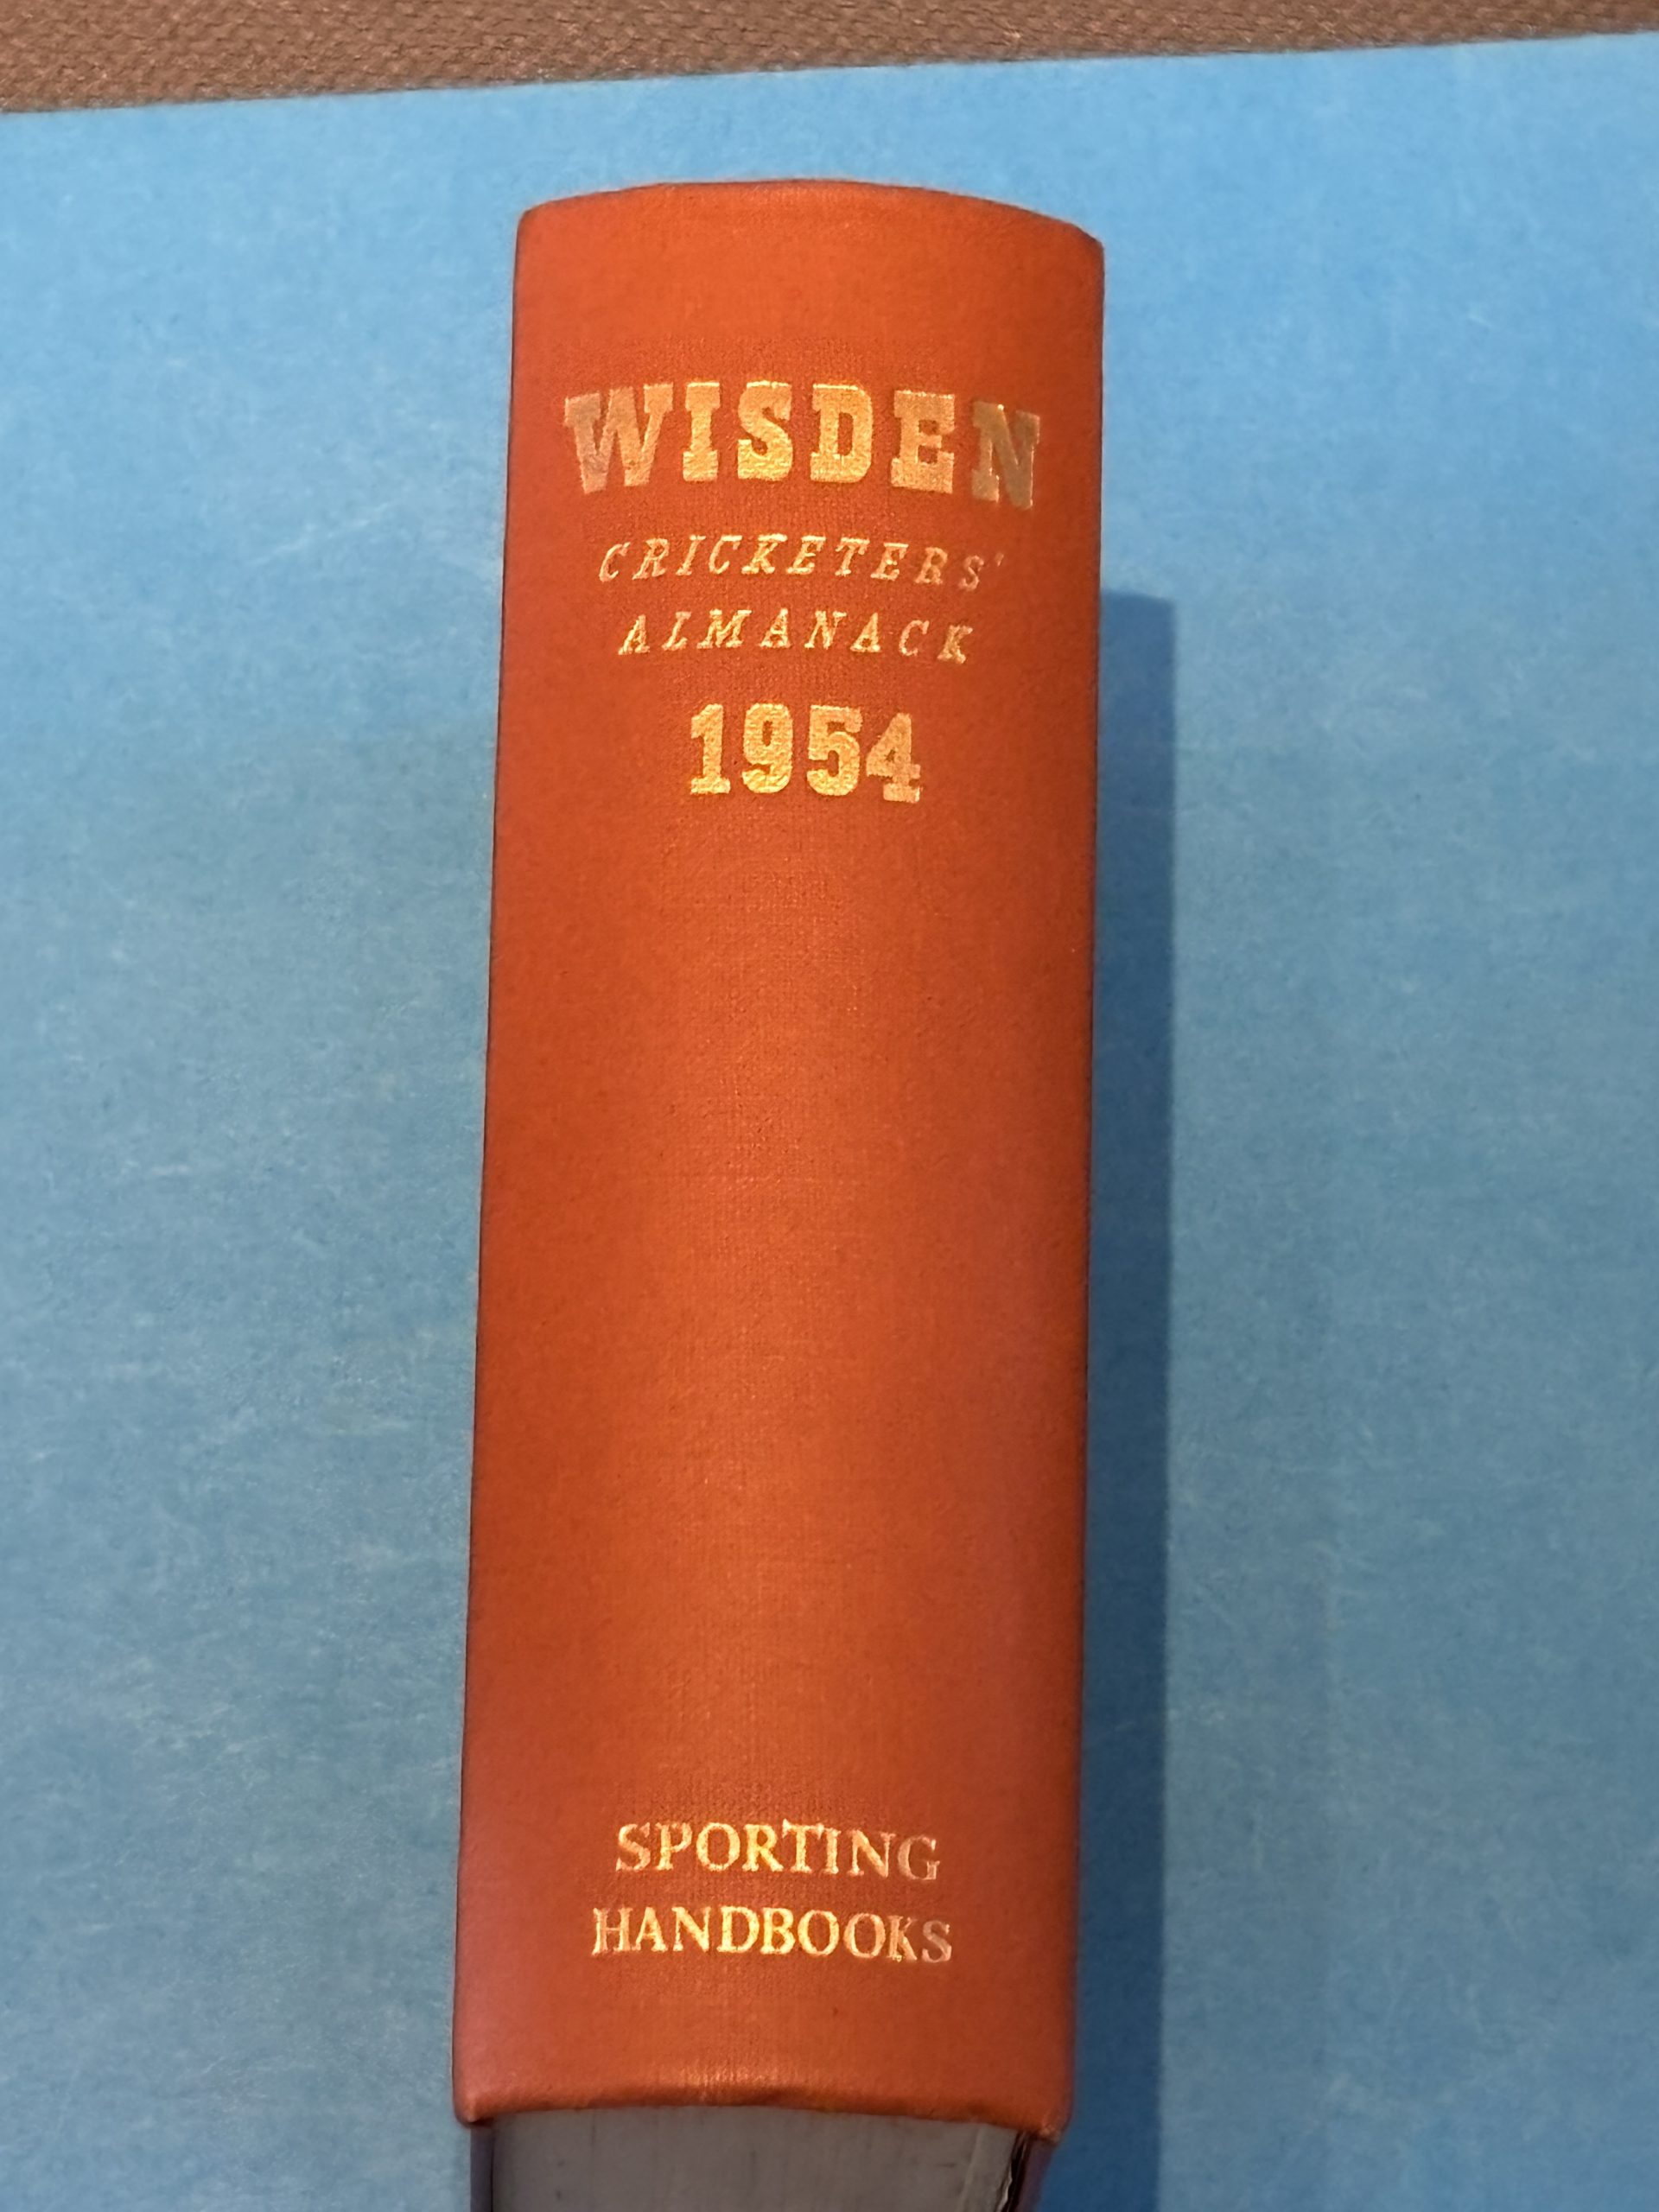 WISDEN
CRICKETERS'
ALMANACK
1954
SPORTING
HANDBOOKS